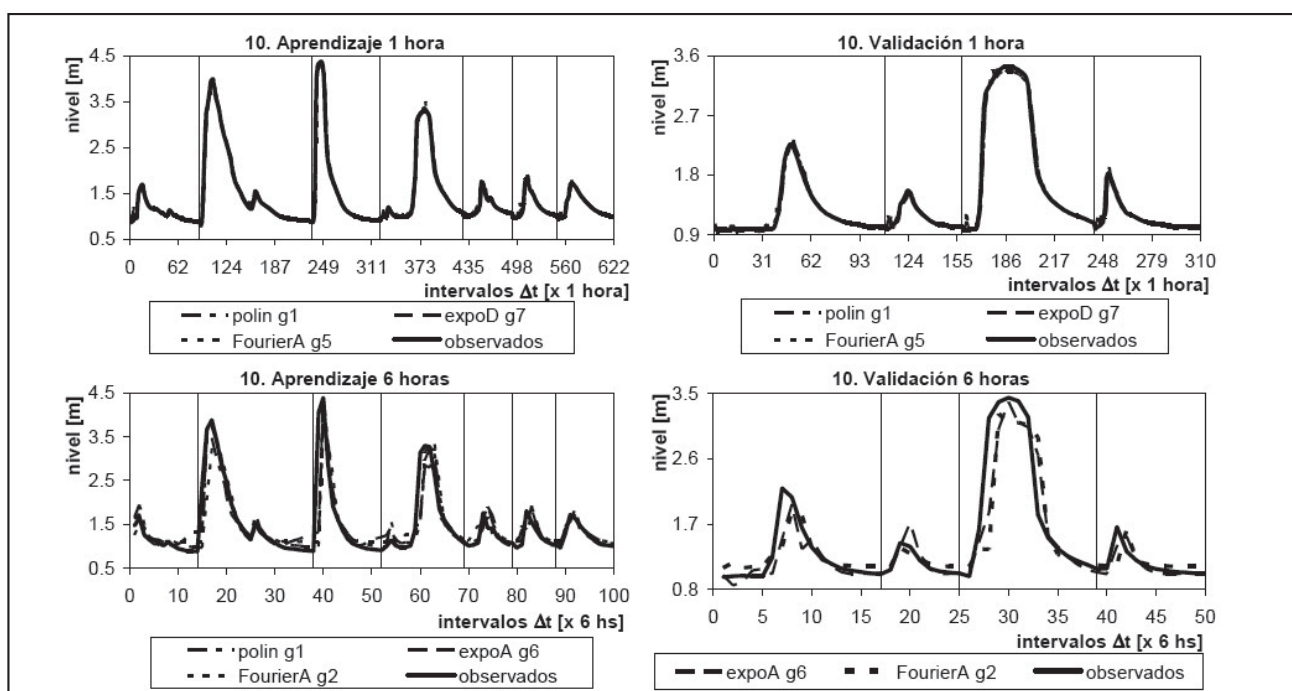 10. Aprendizaje 1 hora
nivel [m]
4.5
3.5
2.5
1.5
0.5
0 62 124 187 249 311 373 435 498 560 622
intervalos Δt [x 1 hora]
polin g1 expoD g7
FourierA g5 observados
10. Validación 1 hora
nivel [m]
3.6
2.7
1.8
0.9
0 31 62 93 124 155 186 217 248 279 310
intervalos Δt [x 1 hora]
polin g1 expoD g7
FourierA g5 observados
10. Aprendizaje 6 horas
nivel [m]
4.5
3.5
2.5
1.5
0.5
0 10 20 30 40 50 60 70 80 90 100
intervalos Δt [x 6 hs]
polin g1 expoA g6
FourierA g2 observados
10. Validación 6 horas
nivel [m]
3.5
2.6
1.7
0.8
0 5 10 15 20 25 30 35 40 45 50
intervalos Δt [x 6 hs]
expoA g6 FourierA g2 observados